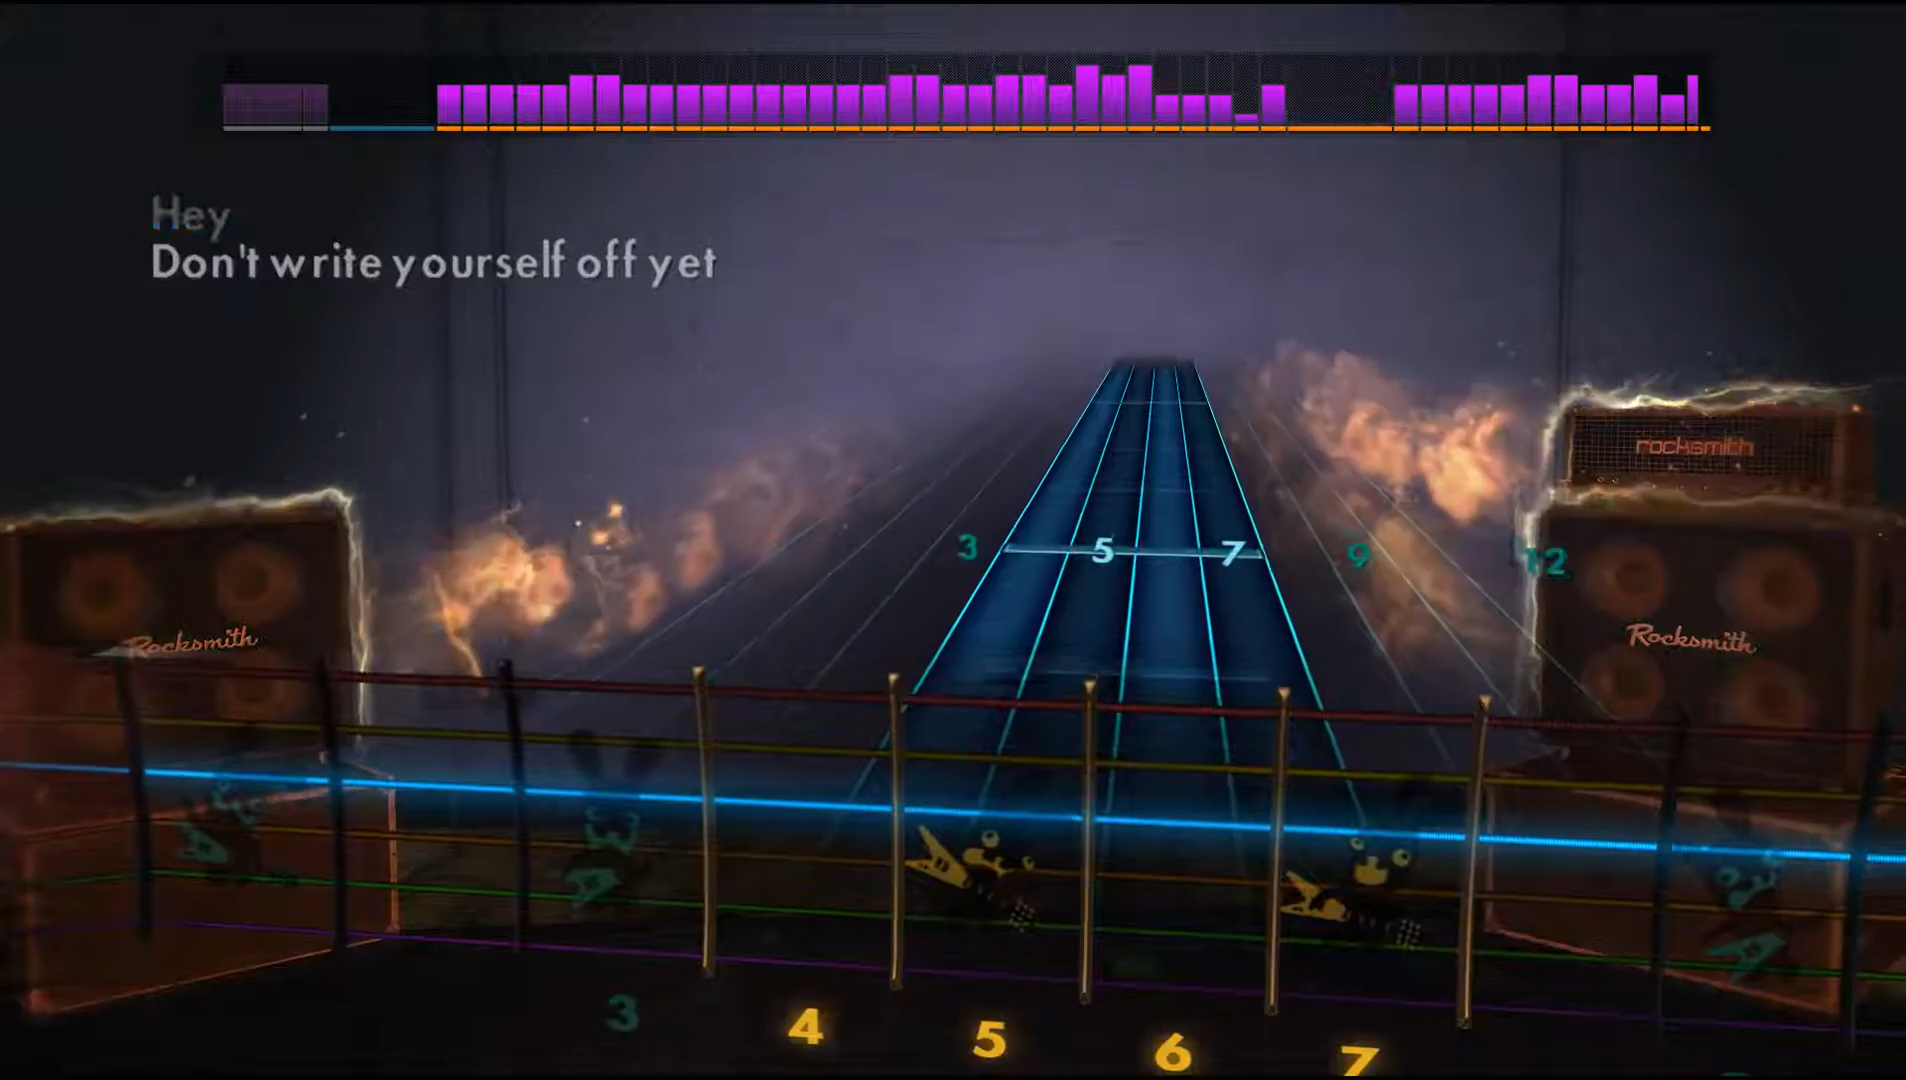 Hey
Don't write yourself off yet
rocksmith
3 5 7 9 12
Rocksmith
Rocksmith
3 4 5 6 7